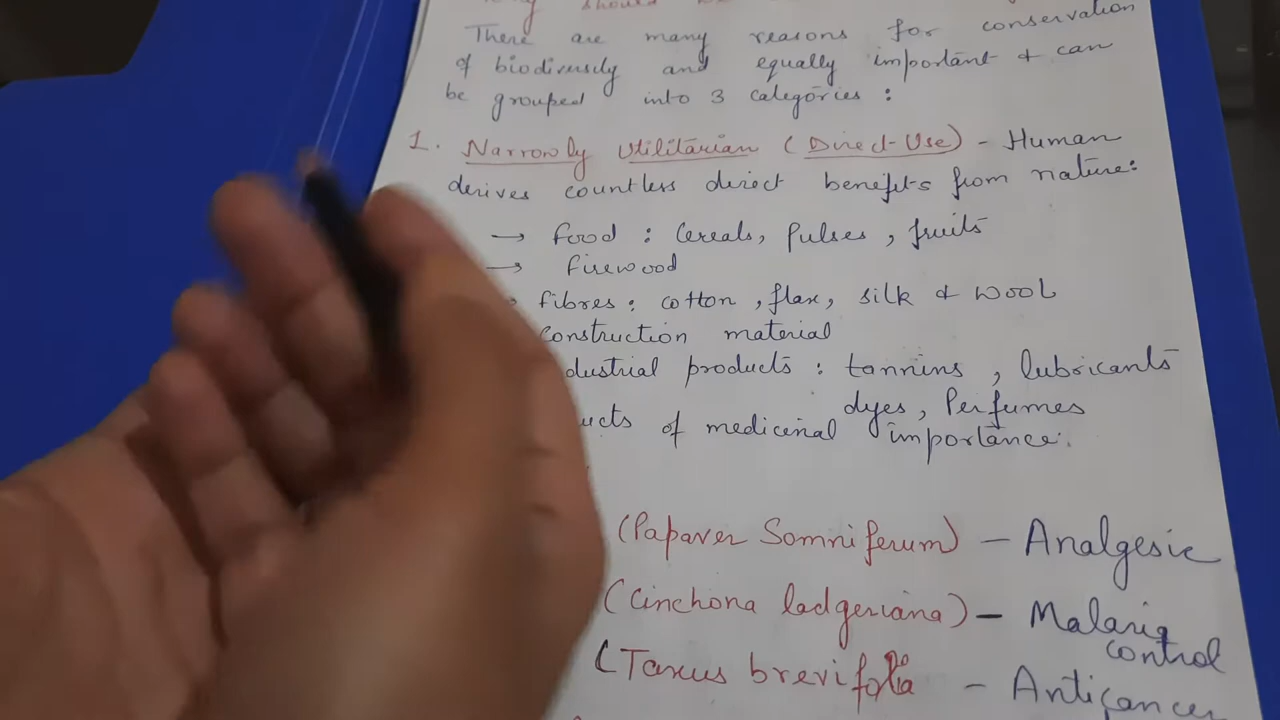 should
There are many reasons for conservation
of biodiversity and equally important & can
be grouped into 3 categories :
1. Narrowly Utilitarian (Direct-Use) - Human
derives countless direct benefits from nature:
→ food : Cereals, Pulses, fruits
→ firewood
fibres : cotton, flax, silk & wool
construction material
dustrial products : tannins, lubricants
dyes, Perfumes
ucts of medicinal importance.
(Papaver Somniferum) - Analgesic
(Cinchona ledgeriana) - Malaria
control
(Taxus brevifolia - Anticancer